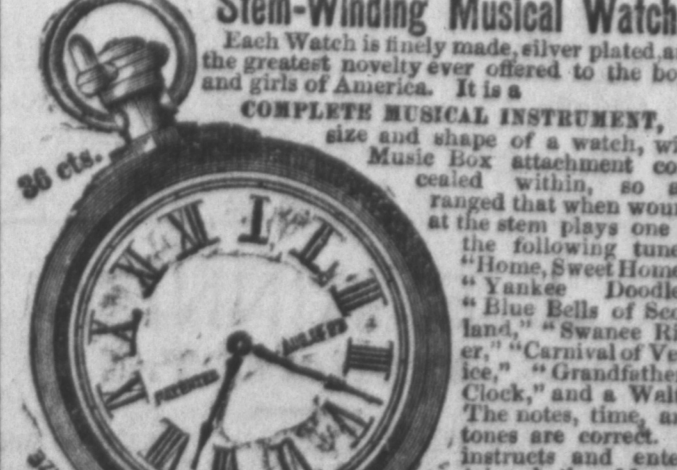 Stem-Winding Musical Watch
Each Watch is finely made, silver plated, a
the greatest novelty ever offered to the bo
and girls of America. It is a
COMPLETE MUSICAL INSTRUMENT,
size and shape of a watch, wi
Music Box attachment co
cealed within, so a
ranged that when wour
at the stem plays one
the following tune
"Home, Sweet Home
" Yankee Doodle
" Blue Bells of Sco
land," " Swanee Ri
er," "Carnival of Ve
ice," " Grandfather
Clock," and a Walt
The notes, time, an
tones are correct.
instructs and ente
36 cts.
PATENTED